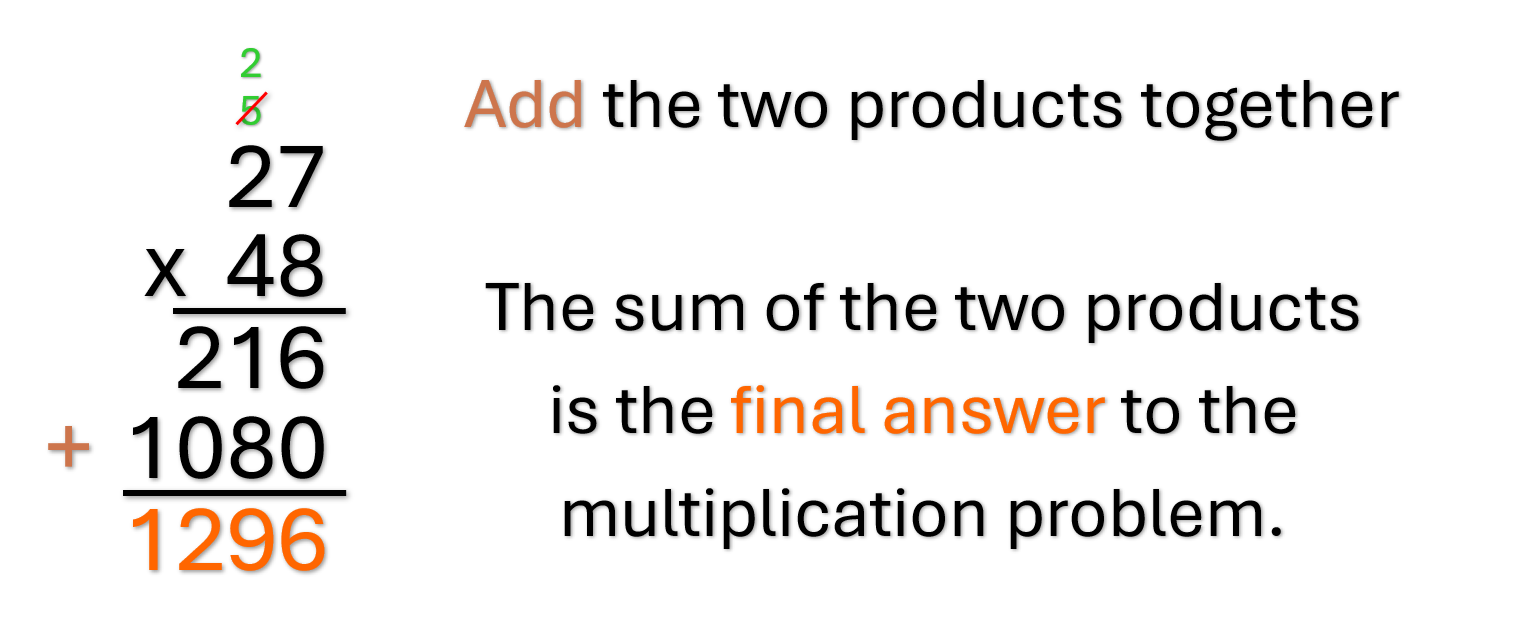 2
5
27
x 48
216
+ 1080
1296
Add the two products together
The sum of the two products
is the final answer to the
multiplication problem.